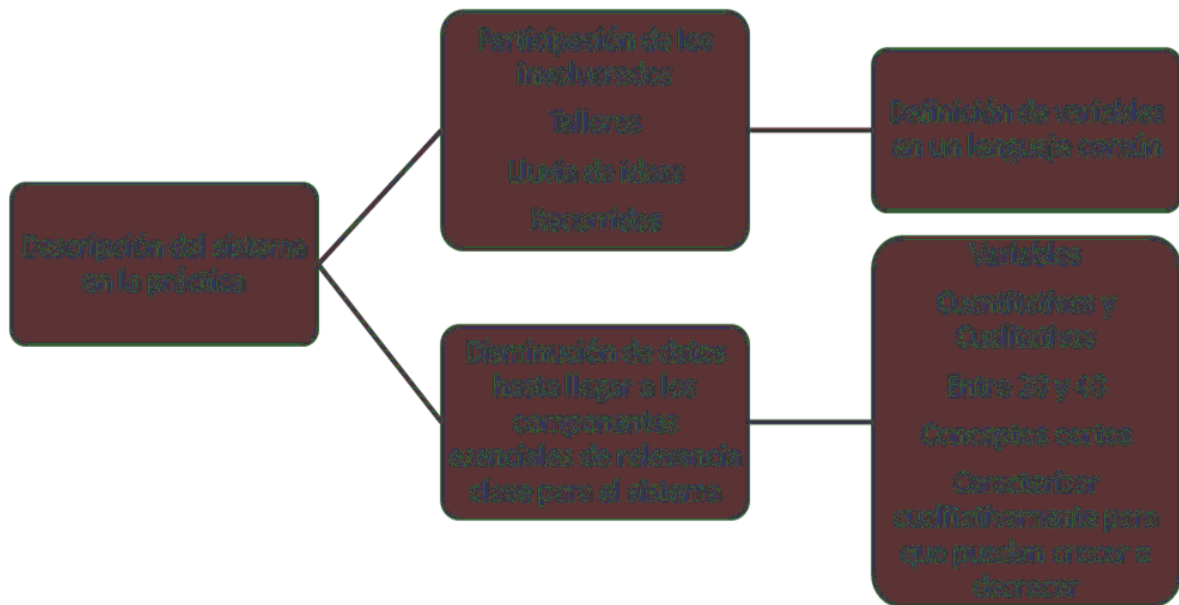 Descripción del sistema
en la práctica
Participación de los
involucrados
Talleres
Lluvia de ideas
Recorridos
Definición de variables
en un lenguaje común
Disminución de datos
hasta llegar a los
componentes
esenciales de relevancia
clave para el sistema
Variables
Cuantitativas y
Cualitativas
Entre 20 y 40
Conceptos cortos
Caracterizar
cualitativamente para
que puedan crecer o